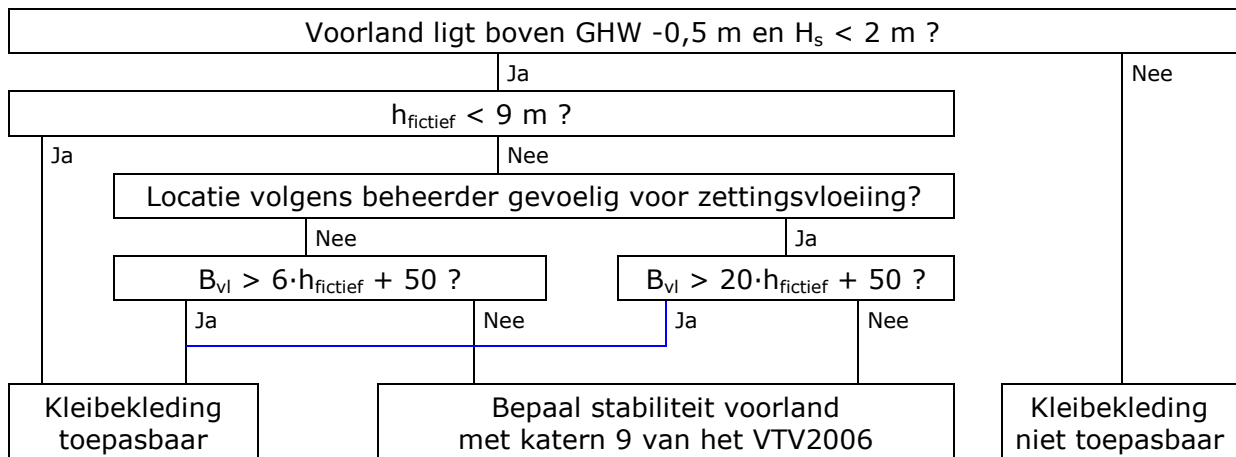 Voorland ligt boven GHW -0,5 m en Hs < 2 m ?
Ja
Nee
hfictief < 9 m ?
Ja
Nee
Locatie volgens beheerder gevoelig voor zettingsvloeiing?
Nee
Ja
Bvl > 6·hfictief + 50 ?
Bvl > 20·hfictief + 50 ?
Ja
Nee
Ja
Nee
Kleibekleding
toepasbaar
Bepaal stabiliteit voorland
met katern 9 van het VTV2006
Kleibekleding
niet toepasbaar